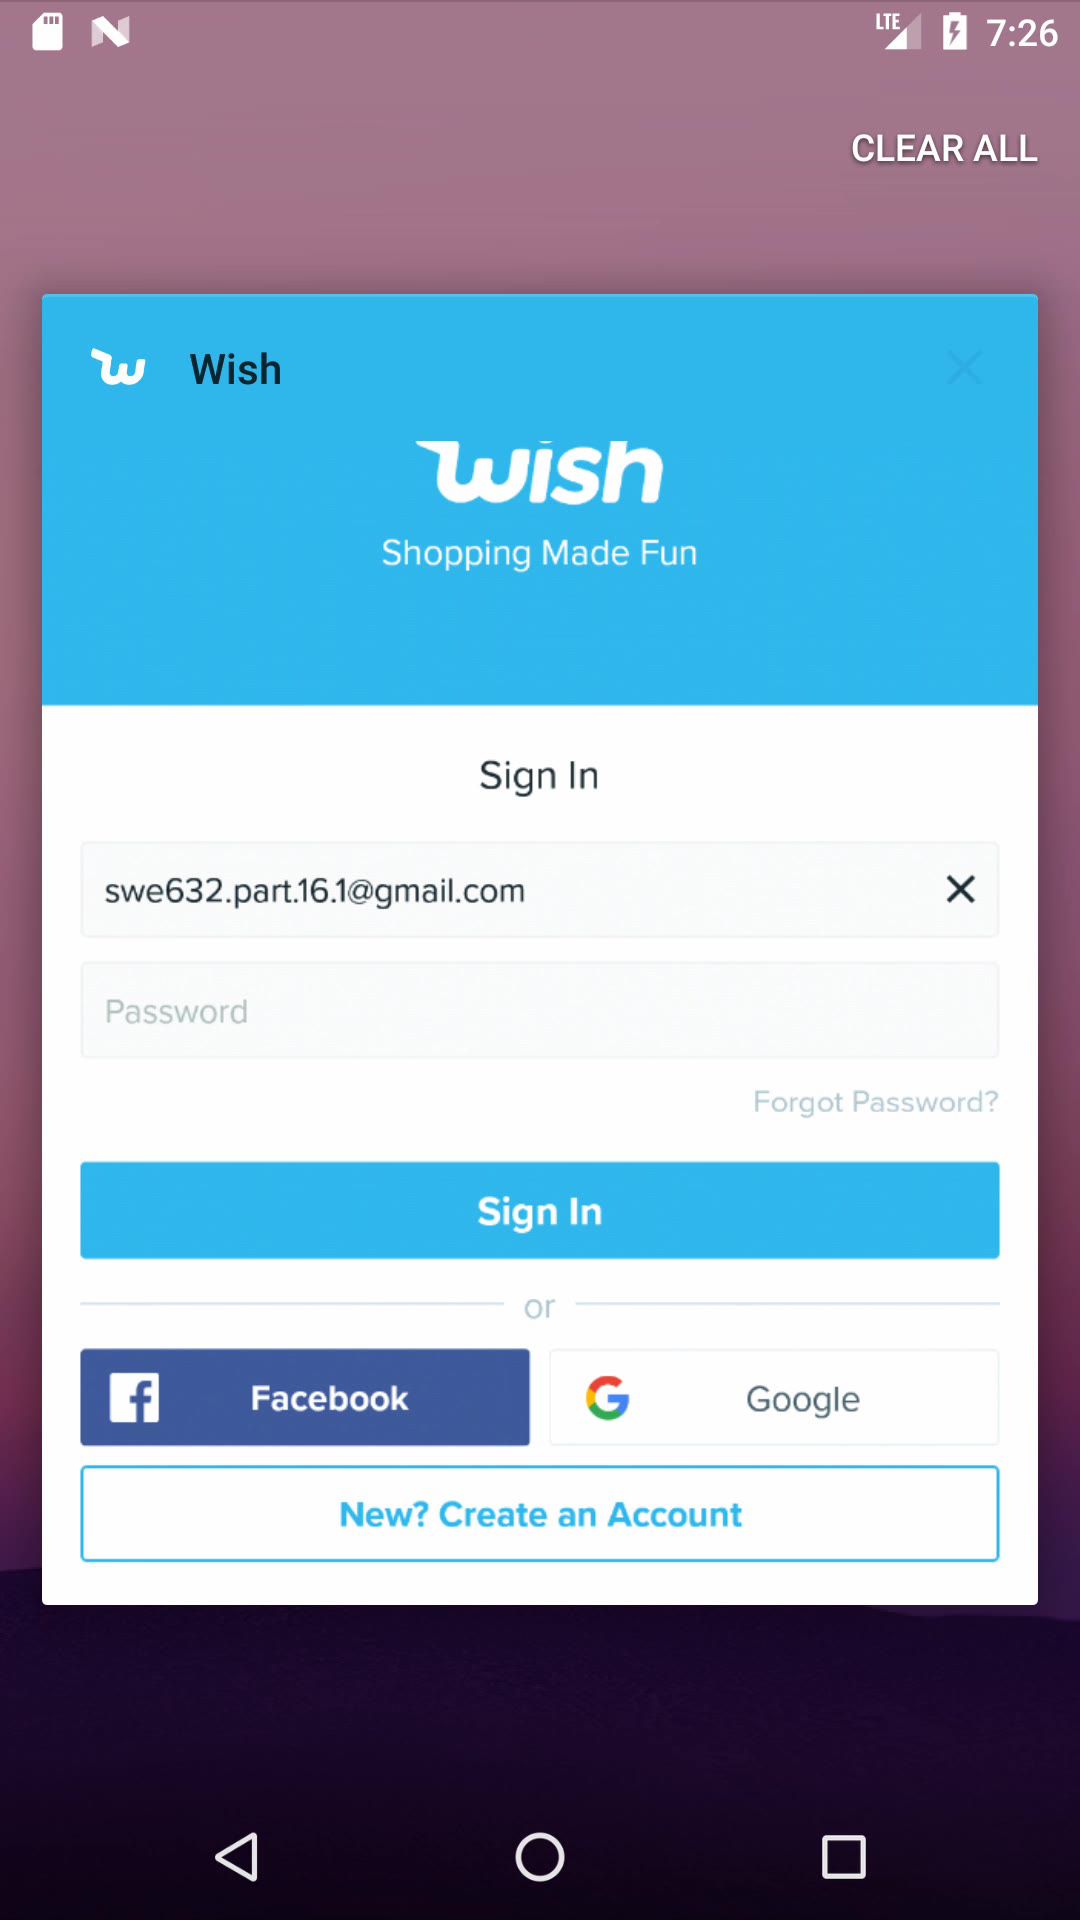 LTE 7:26
CLEAR ALL
Wish
wish
Shopping Made Fun
Sign In
swe632.part.16.1@gmail.com
Password
Forgot Password?
Sign In
or
Facebook
Google
New? Create an Account